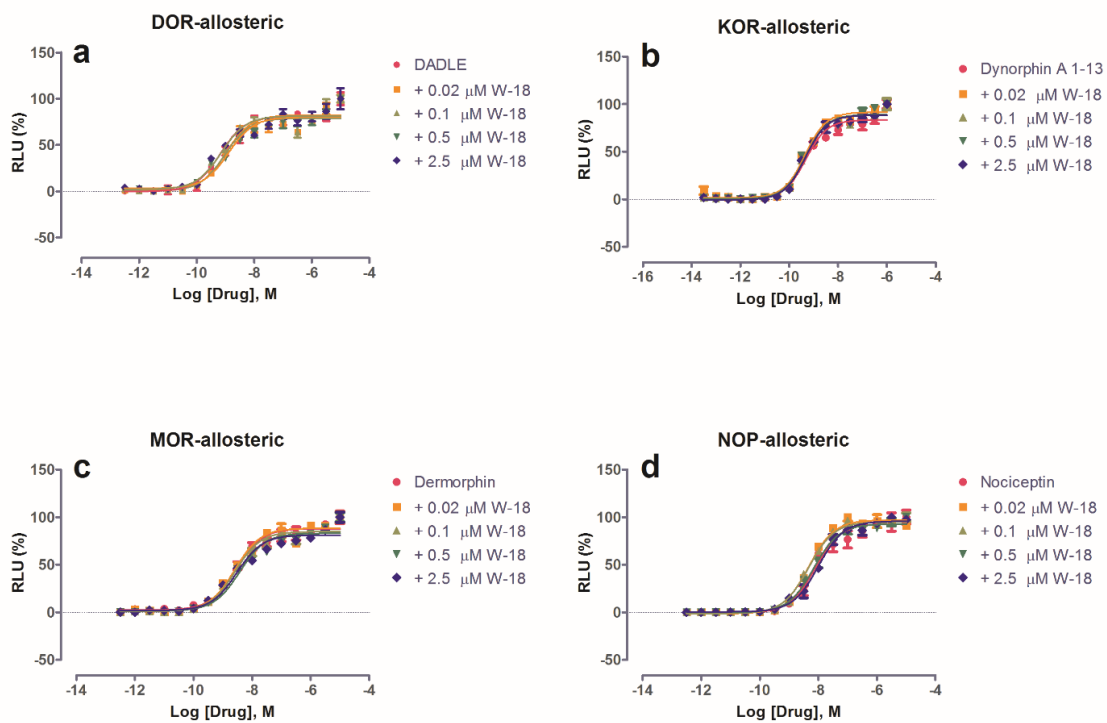 DOR-allosteric
a
150
100
50
0
-50
RLU (%)
-14 -12 -10 -8 -6 -4
Log [Drug], M
DADLE
+ 0.02 μM W-18
+ 0.1 μM W-18
+ 0.5 μM W-18
+ 2.5 μM W-18
KOR-allosteric
b
150
100
50
0
-50
RLU (%)
-16 -14 -12 -10 -8 -6 -4
Log [Drug], M
Dynorphin A 1-13
+ 0.02 μM W-18
+ 0.1 μM W-18
+ 0.5 μM W-18
+ 2.5 μM W-18
MOR-allosteric
c
150
100
50
0
-50
RLU (%)
-14 -12 -10 -8 -6 -4
Log [Drug], M
Dermorphin
+ 0.02 μM W-18
+ 0.1 μM W-18
+ 0.5 μM W-18
+ 2.5 μM W-18
NOP-allosteric
d
150
100
50
0
-50
RLU (%)
-14 -12 -10 -8 -6 -4
Log [Drug], M
Nociceptin
+ 0.02 μM W-18
+ 0.1 μM W-18
+ 0.5 μM W-18
+ 2.5 μM W-18